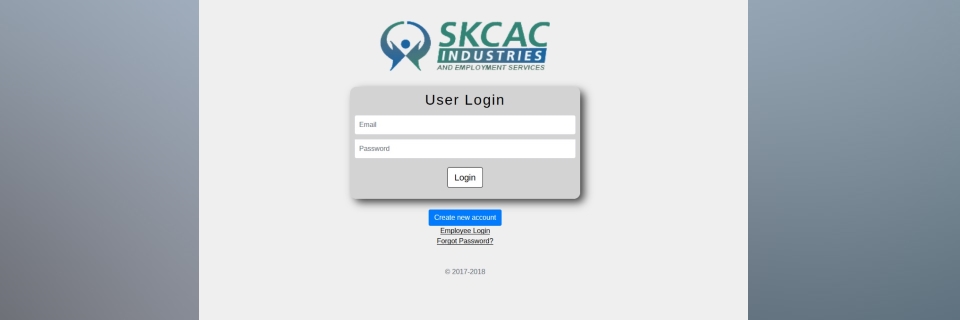 SKCAC
INDUSTRIES
AND EMPLOYMENT SERVICES
User Login
Email
Password
Login
Create new account
Employee Login
Forgot Password?
© 2017-2018